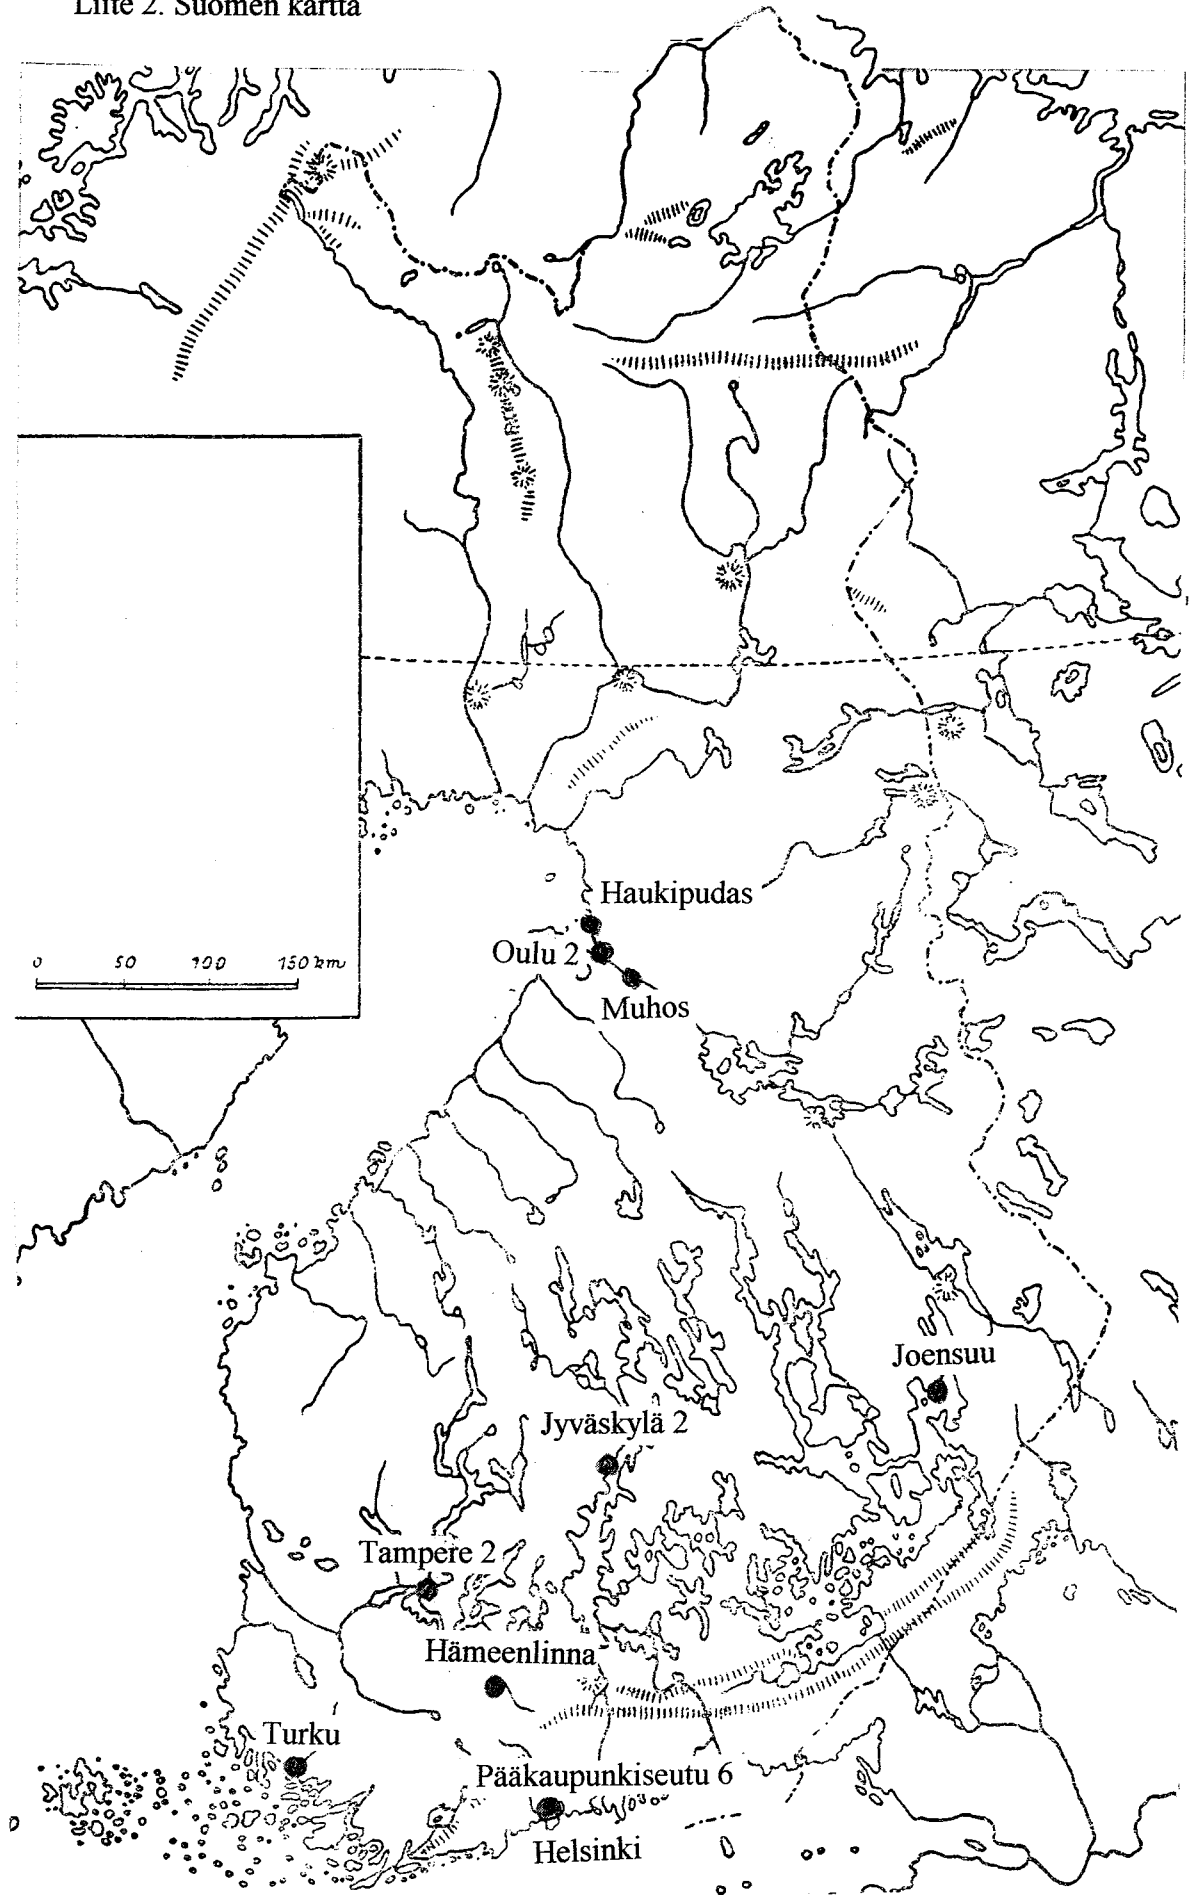 Liite 2. Suomen kartta
Haukipudas
Oulu 2
Muhos
0 50 100 150 km
Joensuu
Jyväskylä 2
Tampere 2
Hämeenlinna
Turku
Pääkaupunkiseutu 6
Helsinki